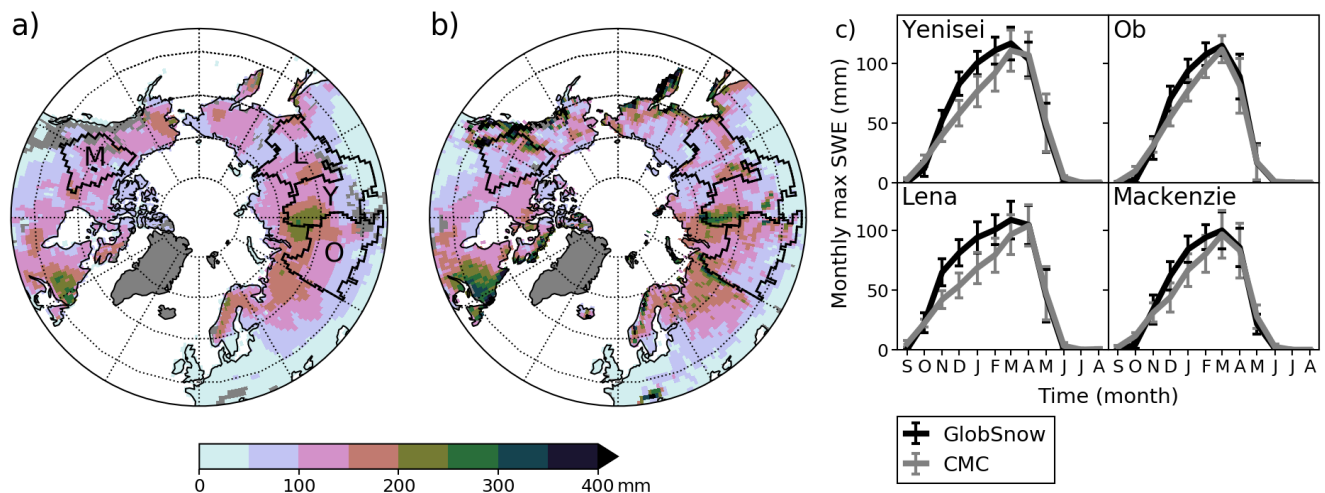 a)
b)
c)
M
L
Y
O
0
100
200
300
400 mm
Monthly max SWE (mm)
Yenisei
Ob
100
50
0
Lena
Mackenzie
100
50
0
S O N D J F M A M J J A
S O N D J F M A M J J A
Time (month)
GlobSnow
CMC